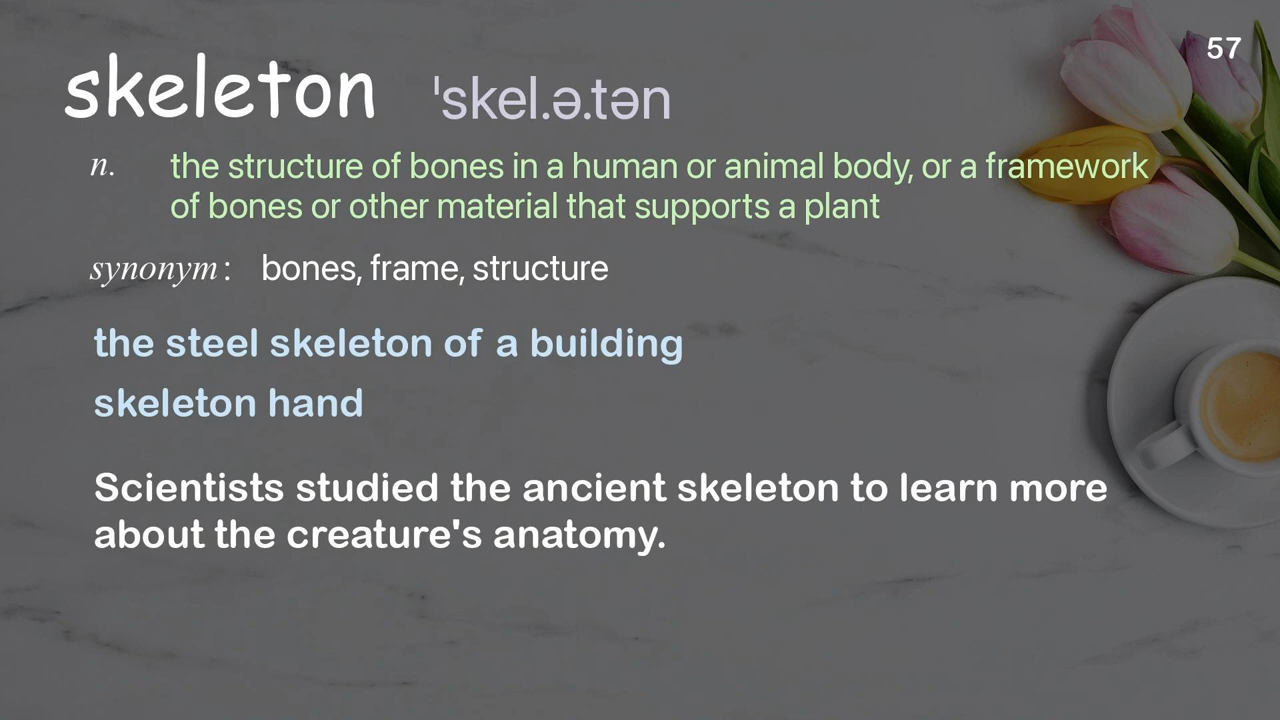 57
skeleton ˈskel.ə.tən
n. the structure of bones in a human or animal body, or a framework
of bones or other material that supports a plant
synonym: bones, frame, structure
the steel skeleton of a building
skeleton hand
Scientists studied the ancient skeleton to learn more
about the creature's anatomy.